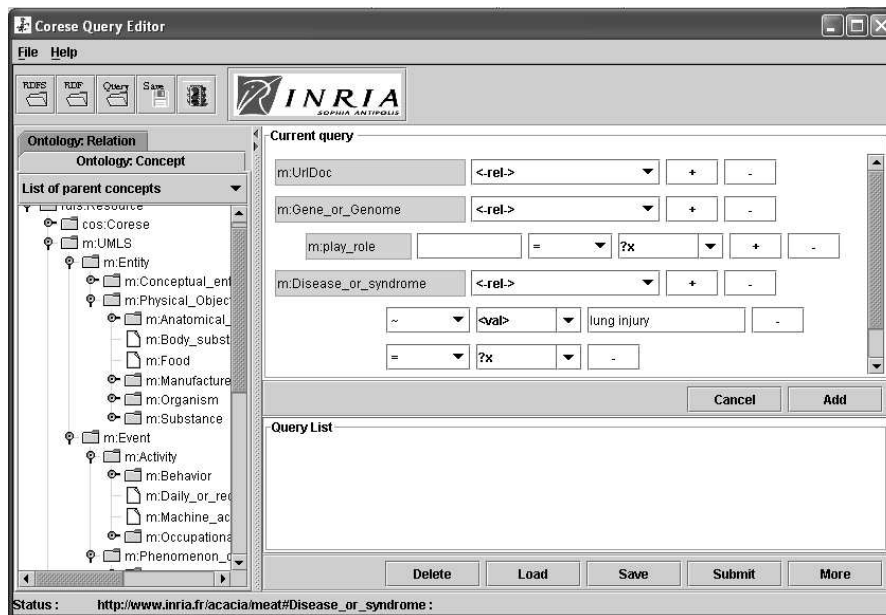 Corese Query Editor
File Help
RDFS RDF Query Save
INRIA
SOPHIA ANTIPOLIS
Ontology: Relation
Ontology: Concept
List of parent concepts
cos:Corese
m:UMLS
m:Entity
m:Conceptual_ent
m:Physical_Objec
m:Anatomical_
m:Body_subst
m:Food
m:Manufacture
m:Organism
m:Substance
m:Event
m:Activity
m:Behavior
m:Daily_or_rec
m:Machine_ac
m:Occupationa
m:Phenomenon_
Current query
m:UrlDoc <-rel-> + -
m:Gene_or_Genome <-rel-> + -
m:play_role = ?x + -
m:Disease_or_syndrome <-rel-> + -
~ <val> lung injury -
= ?x -
Cancel Add
Query List
Delete Load Save Submit More
Status : http://www.inria.fr/acacia/meat#Disease_or_syndrome :